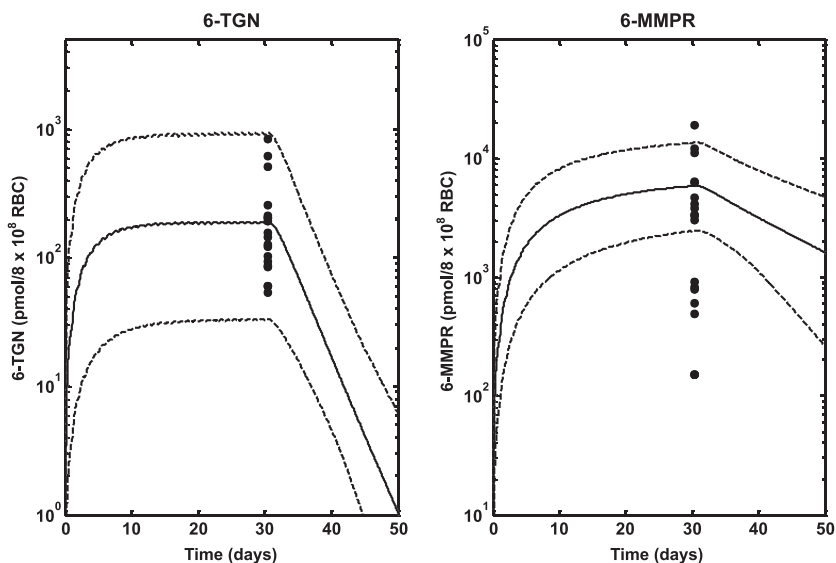 6-TGN
6-MMPR
6-TGN (pmol/8 x 10^8 RBC)
10^3
10^2
10^1
10^0
0 10 20 30 40 50
Time (days)
6-MMPR (pmol/8 x 10^8 RBC)
10^5
10^4
10^3
10^2
10^1
0 10 20 30 40 50
Time (days)